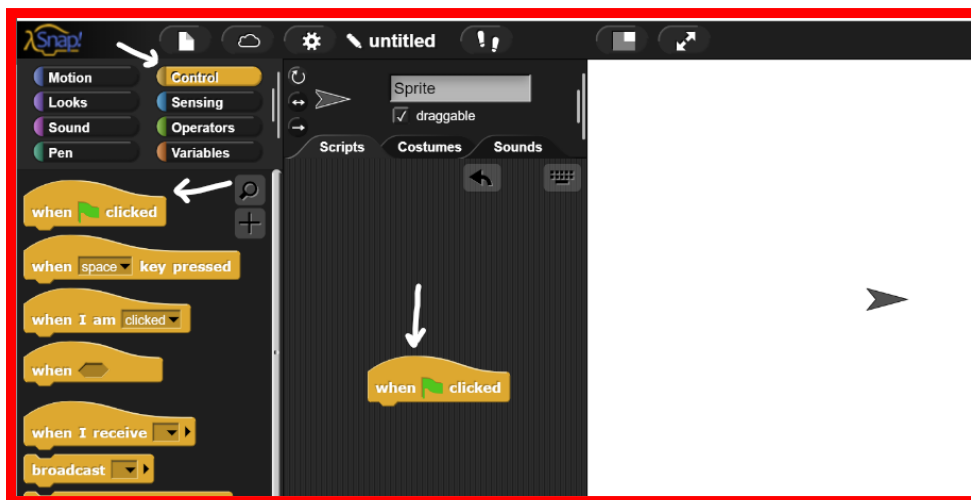 λSnap!
untitled
Motion
Control
Looks
Sensing
Sound
Operators
Pen
Variables
when clicked
when space key pressed
when I am clicked
when
when I receive
broadcast
Sprite
draggable
Scripts Costumes Sounds
when clicked